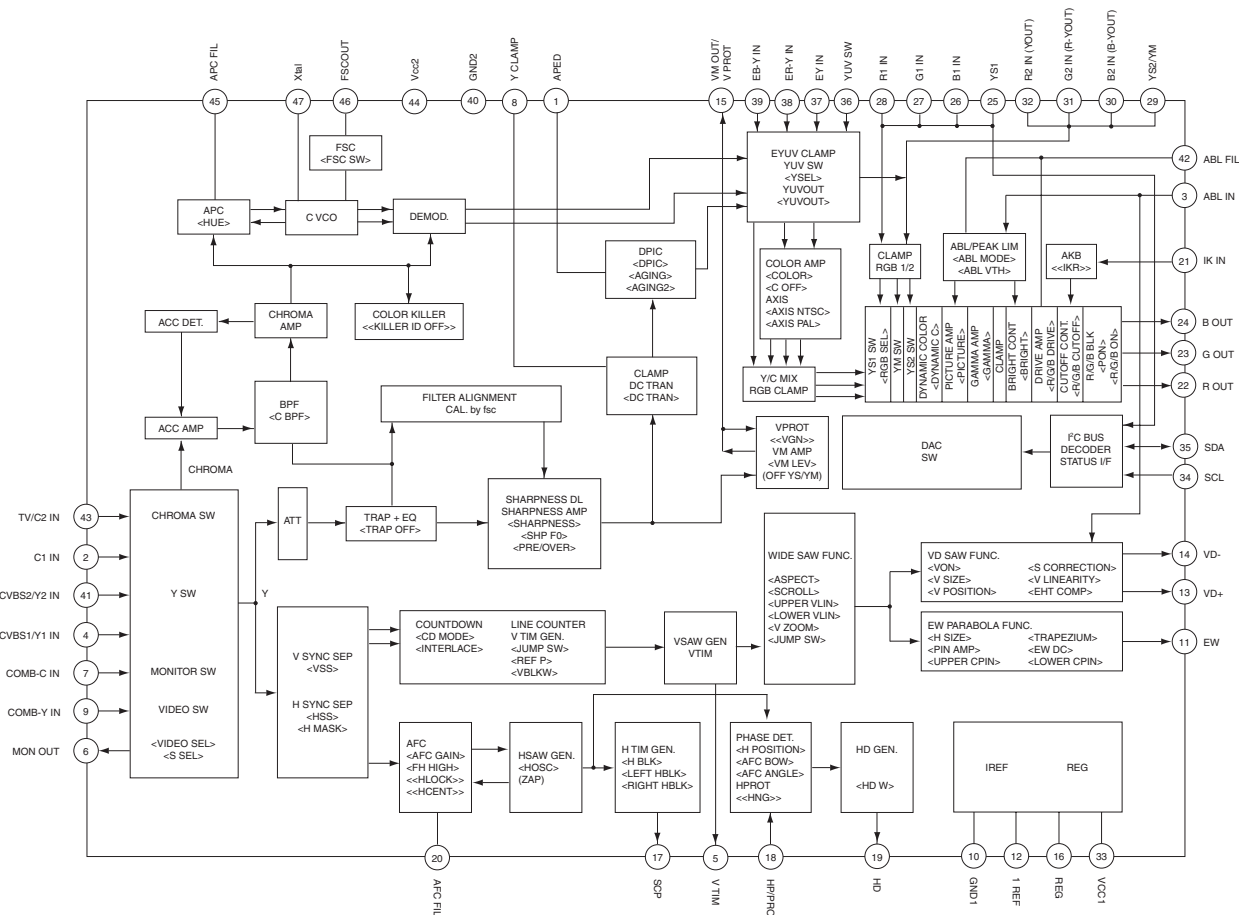 APC FIL
Xtal
FSCOUT
Vcc2
GND2
Y CLAMP
APED
VM OUT/
V PROT
EB-Y IN
ER-Y IN
EY IN
YUV SW
R1 IN
G1 IN
B1 IN
YS1
R2 IN (YOUT)
G2 IN (R-YOUT)
B2 IN (B-YOUT)
YS2/YM
45
47
46
44
40
8
1
15
39
38
37
36
28
27
26
25
32
31
30
29
FSC
<FSC SW>
APC
<HUE>
C VCO
DEMOD.
EYUV CLAMP
YUV SW
<YSEL>
YUVOUT
<YUVOUT>
42 ABL FIL
3 ABL IN
21 IK IN
24 B OUT
23 G OUT
22 R OUT
35 SDA
34 SCL
14 VD-
13 VD+
11 EW
DPIC
<DPIC>
<AGING>
<AGING2>
COLOR AMP
<COLOR>
<C OFF>
AXIS
<AXIS NTSC>
<AXIS PAL>
CLAMP
RGB 1/2
ABL/PEAK LIM
<ABL MODE>
<ABL VTH>
AKB
<<IKR>>
ACC DET.
CHROMA
AMP
COLOR KILLER
<<KILLER ID OFF>>
YS1 SW
<RGB SEL>
YM SW
YS2 SW
DYNAMIC COLOR
<DYNAMIC C>
PICTURE AMP
<PICTURE>
GAMMA AMP
<GAMMA>
CLAMP
BRIGHT CONT
<BRIGHT>
DRIVE AMP
<R/G/B DRIVE>
CUTOFF CONT.
<R/G/B CUTOFF>
R/G/B BLK
<PON>
<R/G/B ON>
BPF
<C BPF>
ACC AMP
FILTER ALIGNMENT
CAL. by fsc
CLAMP
DC TRAN
<DC TRAN>
Y/C MIX
RGB CLAMP
VPROT
<<VGN>>
VM AMP
<VM LEV>
(OFF YS/YM)
DAC
SW
I²C BUS
DECODER
STATUS I/F
CHROMA
TV/C2 IN 43
C1 IN 2
CVBS2/Y2 IN 41
CVBS1/Y1 IN 4
COMB-C IN 7
COMB-Y IN 9
MON OUT 6
CHROMA SW
Y SW
MONITOR SW
VIDEO SW
<VIDEO SEL>
<S SEL>
Y
ATT
TRAP + EQ
<TRAP OFF>
SHARPNESS DL
SHARPNESS AMP
<SHARPNESS>
<SHP F0>
<PRE/OVER>
V SYNC SEP
<VSS>
H SYNC SEP
<HSS>
<H MASK>
COUNTDOWN
<CD MODE>
<INTERLACE>
LINE COUNTER
V TIM GEN.
<JUMP SW>
<REF P>
<VBLKW>
VSAW GEN
VTIM
WIDE SAW FUNC.
<ASPECT>
<SCROLL>
<UPPER VLIN>
<LOWER VLIN>
<V ZOOM>
<JUMP SW>
VD SAW FUNC.
<VON> <S CORRECTION>
<V SIZE> <V LINEARITY>
<V POSITION> <EHT COMP>
EW PARABOLA FUNC.
<H SIZE> <TRAPEZIUM>
<PIN AMP> <EW DC>
<UPPER CPIN> <LOWER CPIN>
AFC
<AFC GAIN>
<FH HIGH>
<<HLOCK>>
<<HCENT>>
HSAW GEN.
<HOSC>
(ZAP)
H TIM GEN.
<H BLK>
<LEFT HBLK>
<RIGHT HBLK>
PHASE DET.
<H POSITION>
<AFC BOW>
<AFC ANGLE>
HPROT
<<HNG>>
HD GEN.
<HD W>
IREF REG
20
17
5
18
19
10
12
16
33
AFC FIL
SCP
V TIM
HP/PRO
HD
GND1
1 REF
REG
VCC1